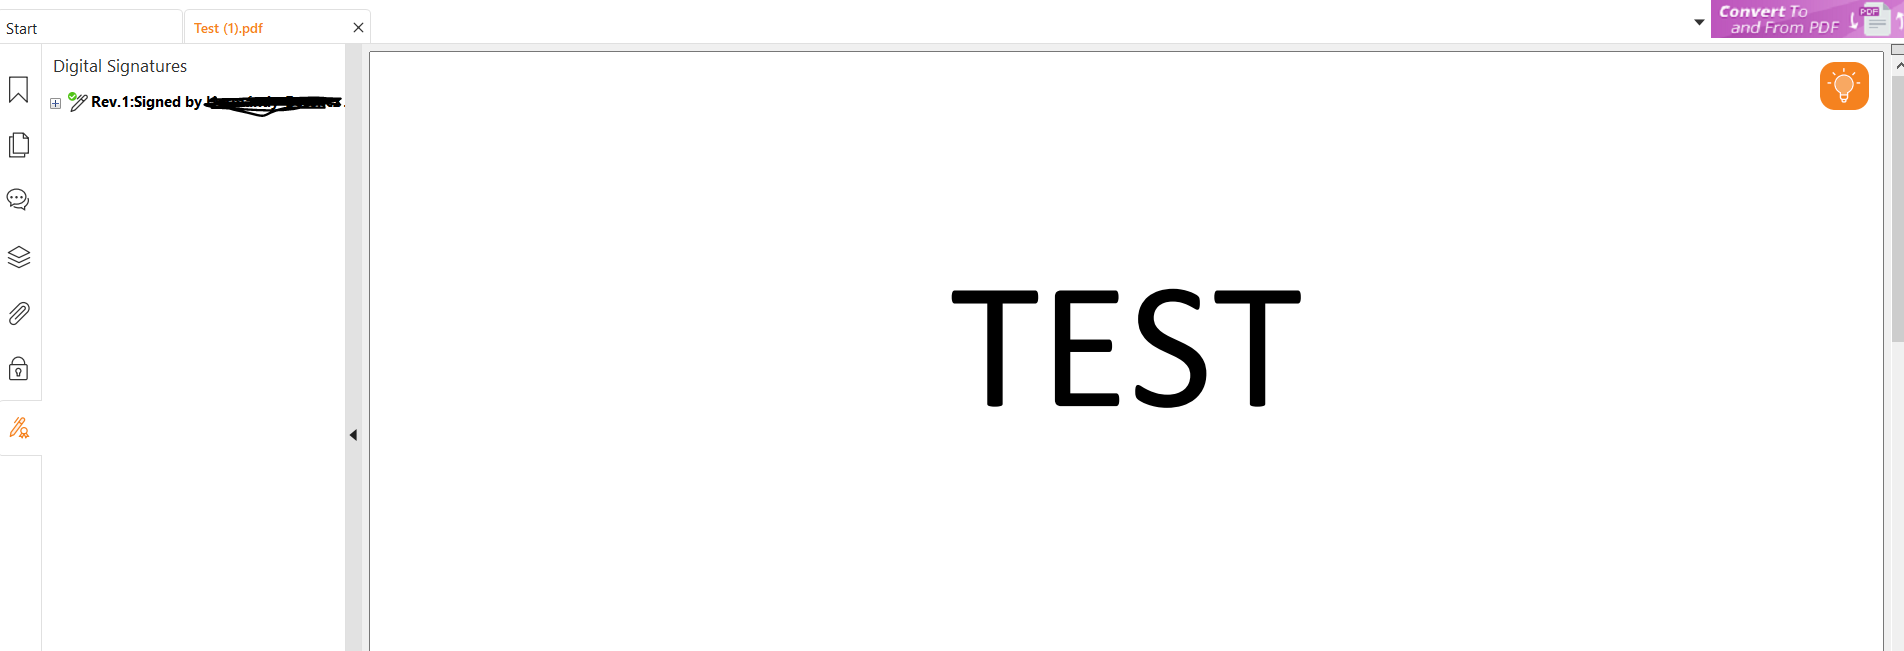 Start
Test (1).pdf
Convert To
and From PDF
PDF
Digital Signatures
Rev.1:Signed by
TEST